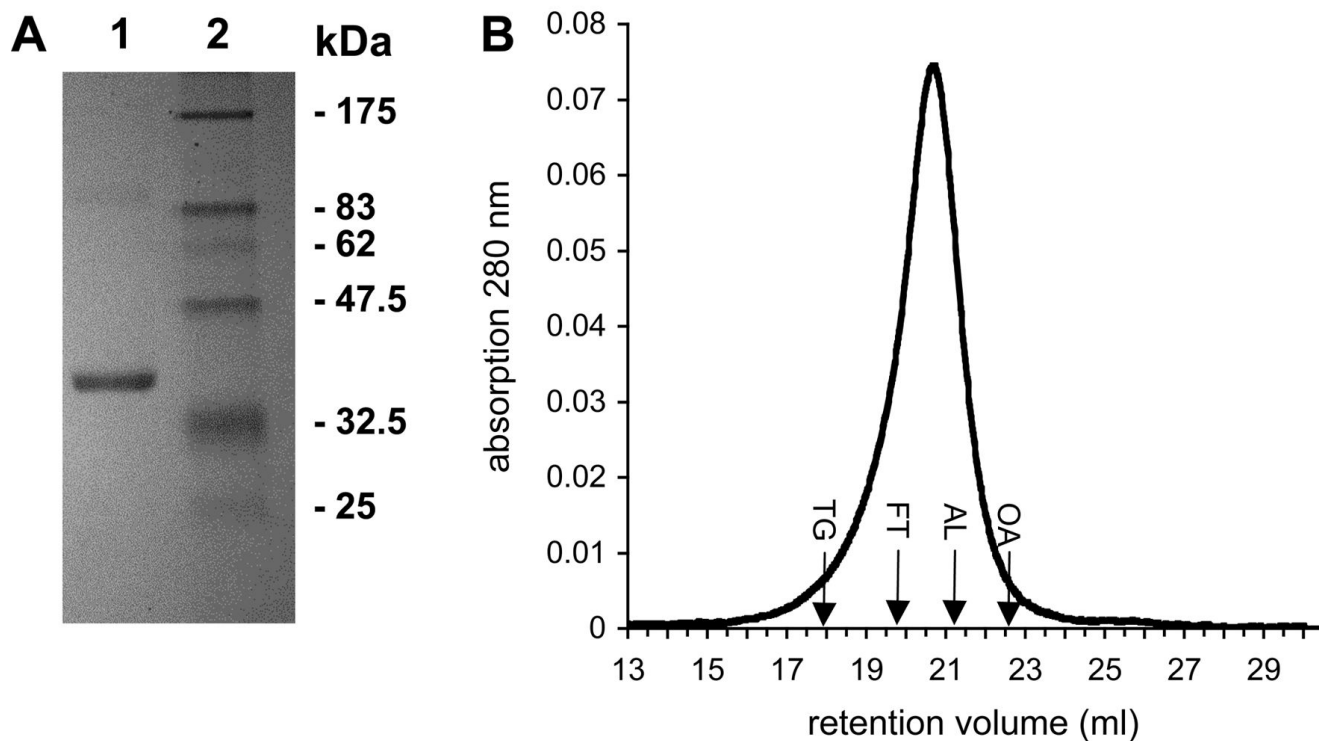 A
1 2 kDa
- 175
- 83
- 62
- 47.5
- 32.5
- 25
B
absorption 280 nm
0.08
0.07
0.06
0.05
0.04
0.03
0.02
0.01
0
TG FT AL OA
13 15 17 19 21 23 25 27 29
retention volume (ml)